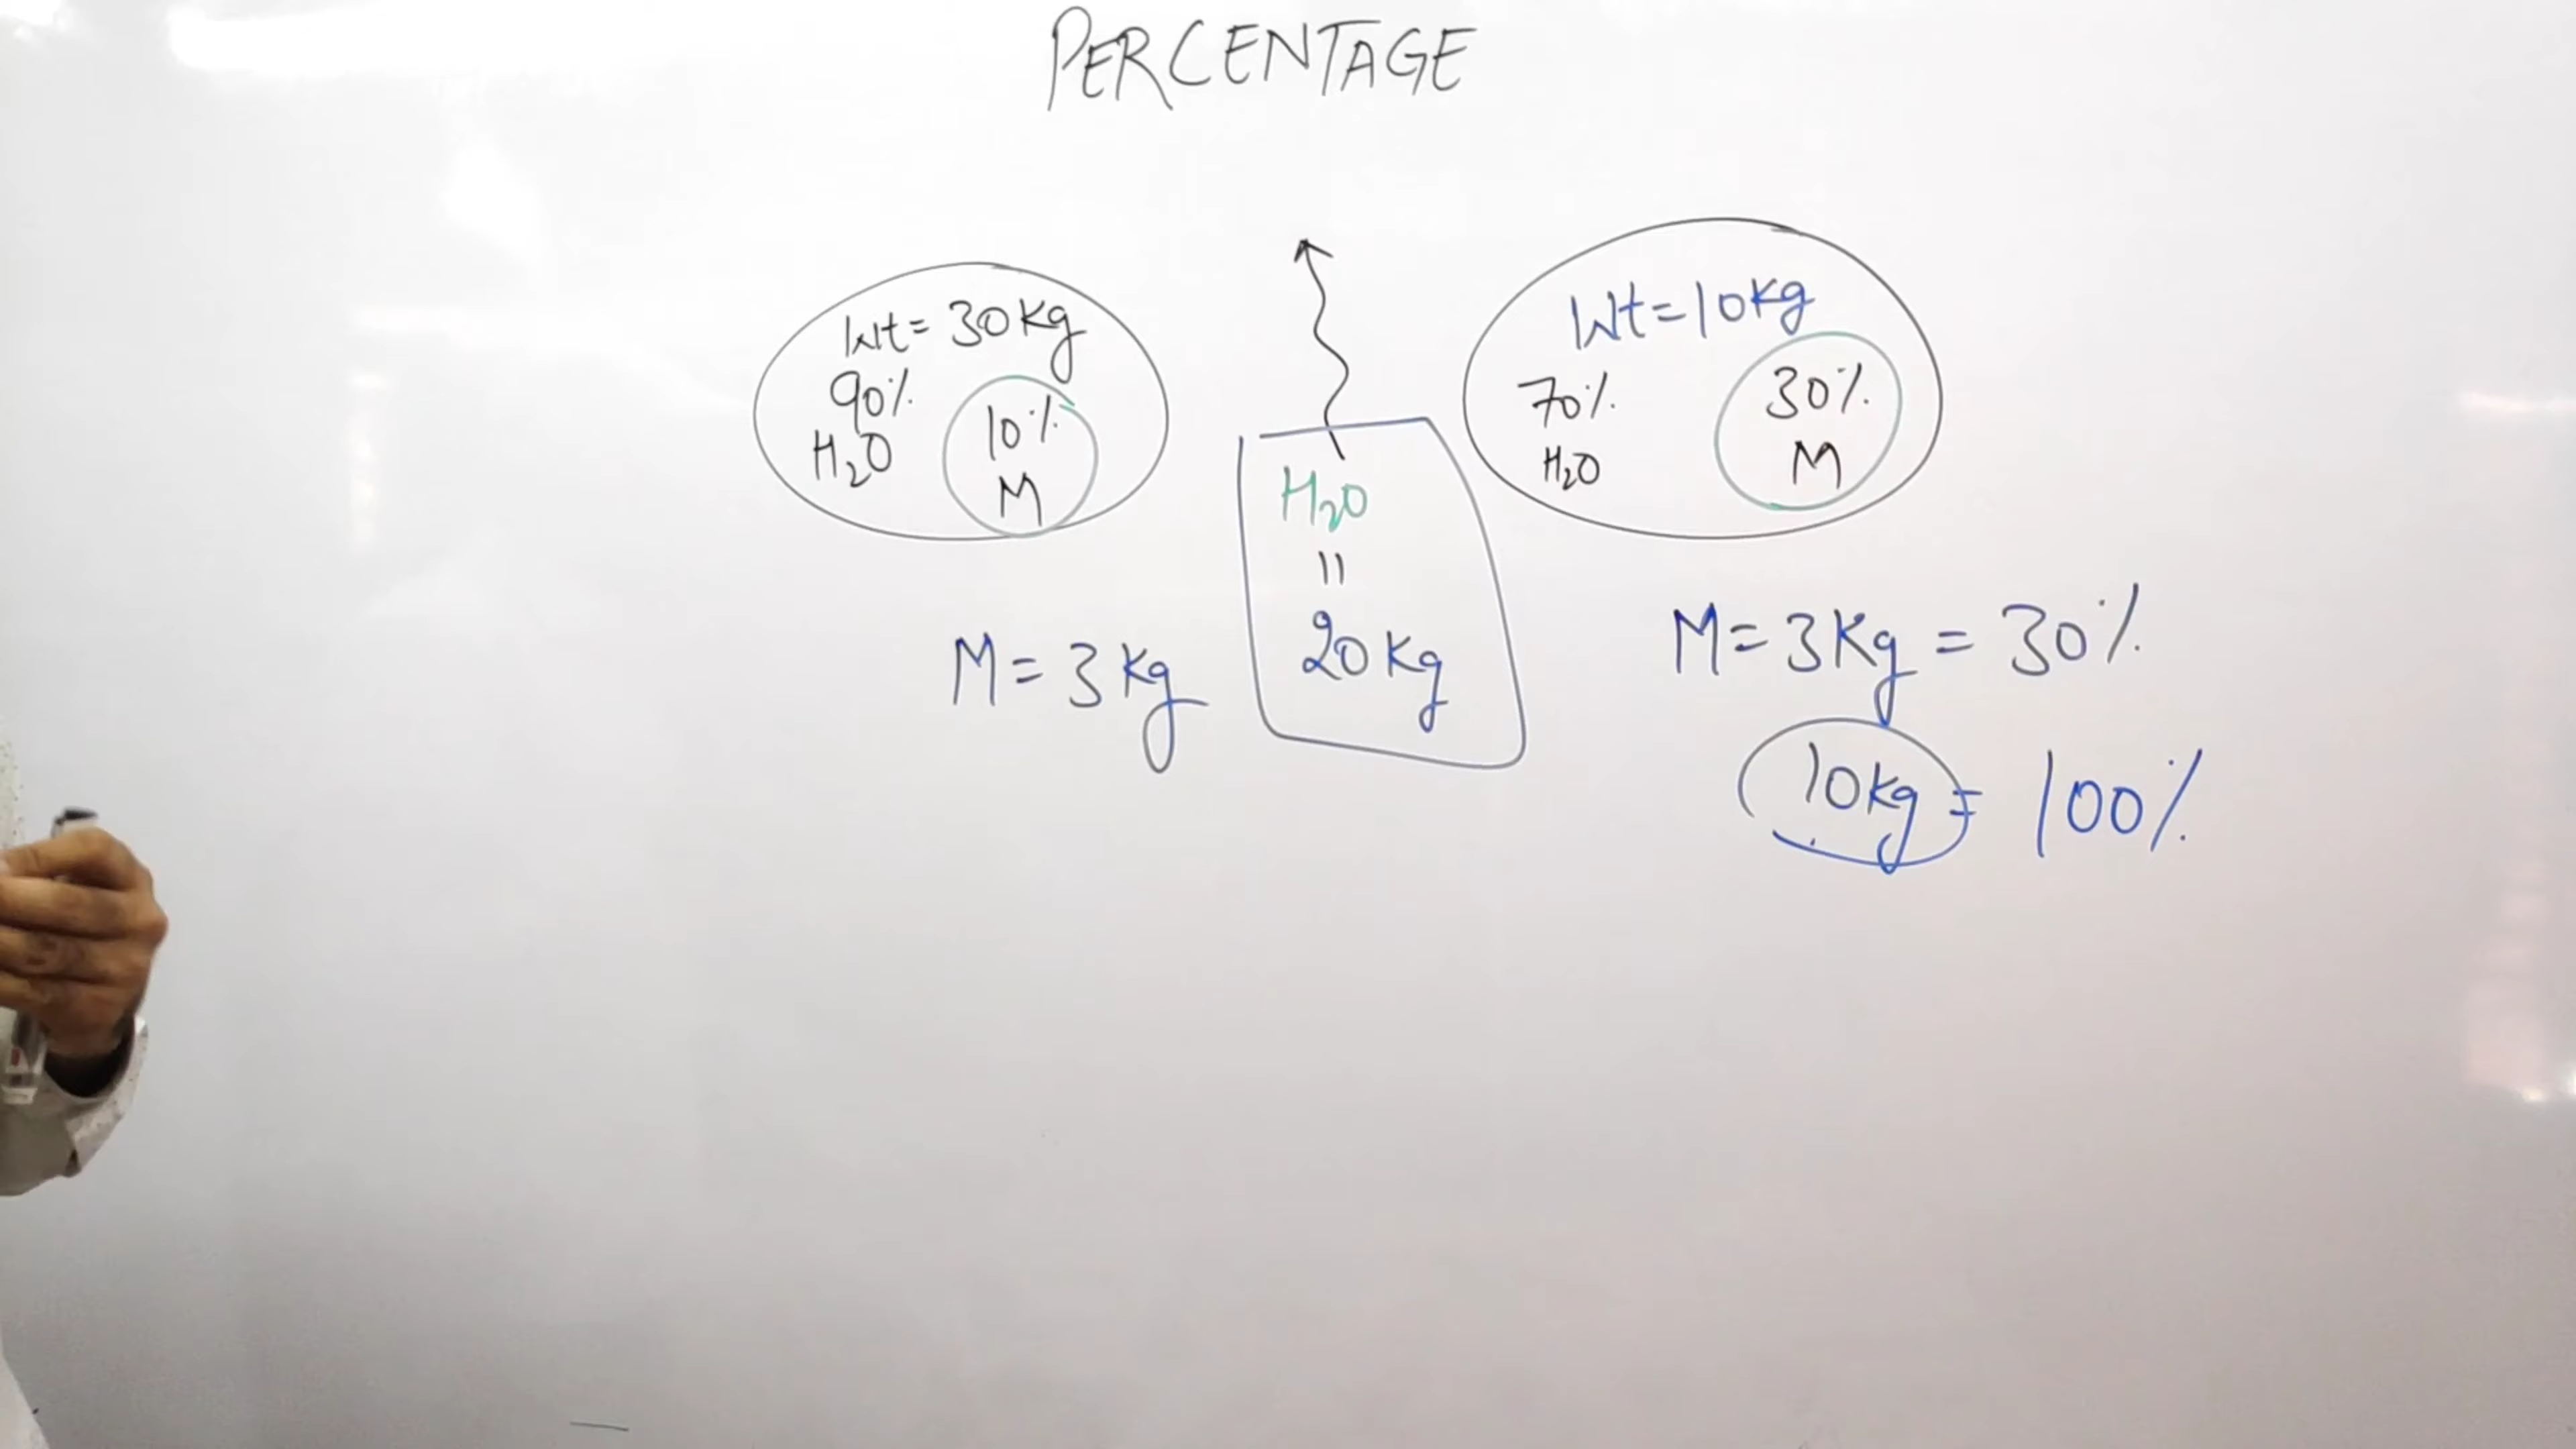 PERCENTAGE
Wt = 30 Kg
90%
H₂O
10%
M
H₂O
=
20 Kg
Wt = 10 Kg
70%
H₂O
30%
M
M = 3 Kg
M = 3 Kg = 30%
10 Kg = 100%